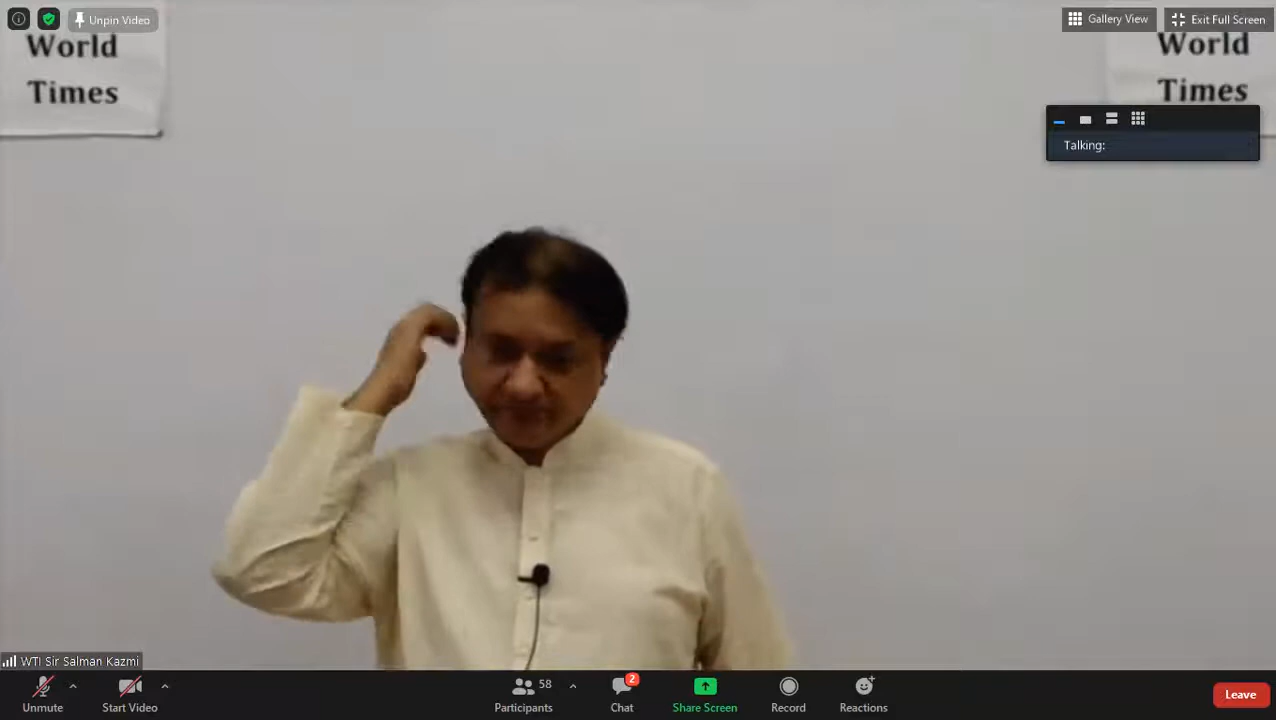 Unpin Video
Gallery View
Exit Full Screen
World
Times
World
Times
Talking:
WTI Sir Salman Kazmi
Unmute
Start Video
58
Participants
2
Chat
Share Screen
Record
Reactions
Leave